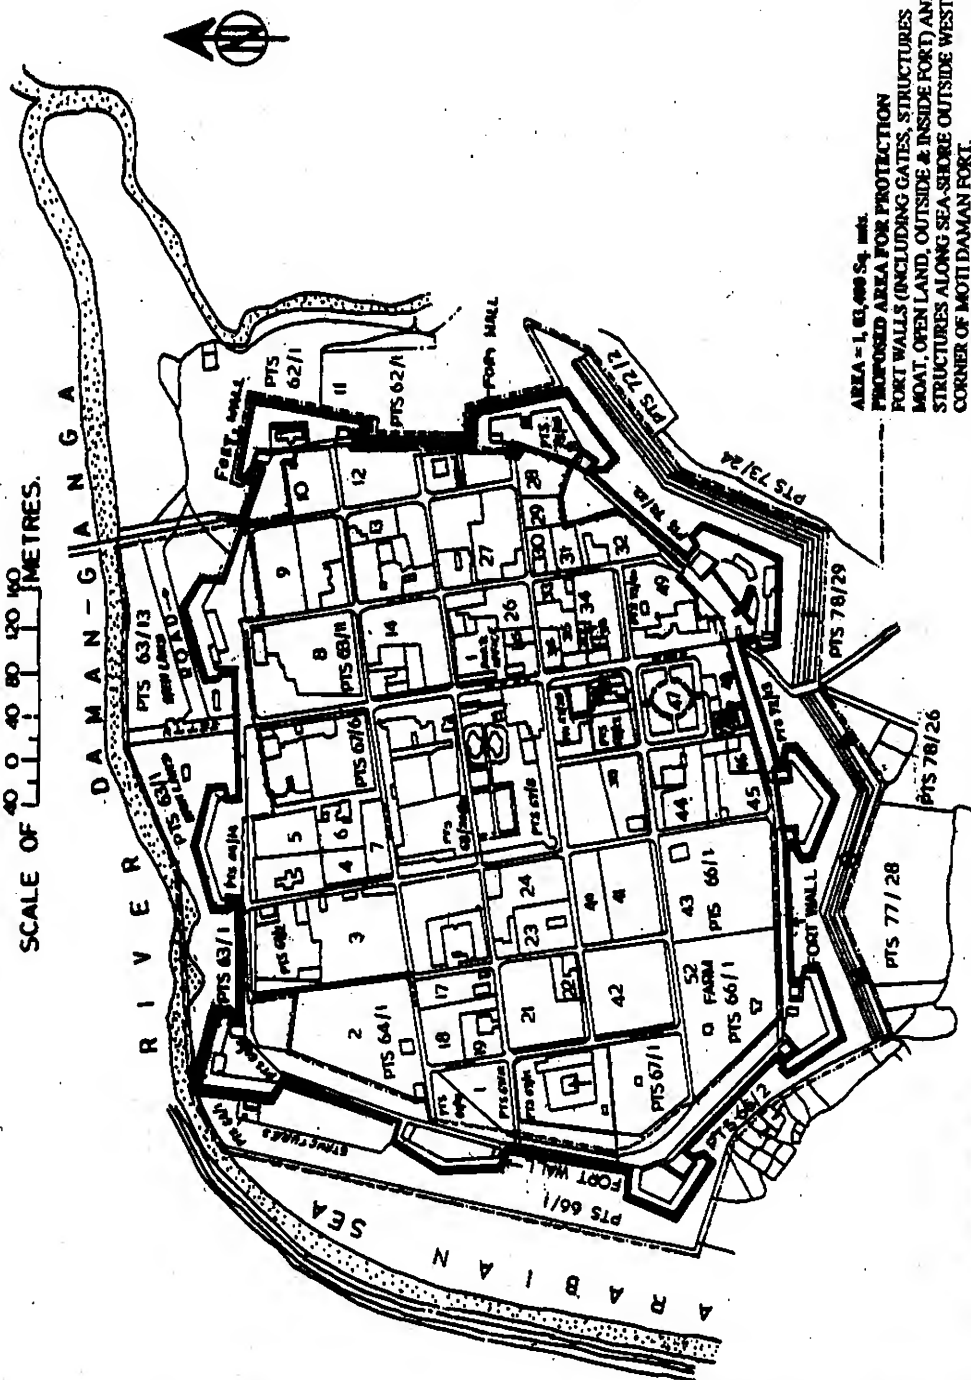 SCALE OF
40 0 40 80 120 160
METRES.
N
RIVER
DAMAN-GANGA
ARABIAN
SEA
PTS 63/13
ROAD
PTS 63/1
FORT WALL
PTS 62/1
11
PTS 62/1
FORT WALL
PTS 72/2
PTS 73/24
PTS 78/29
PTS 78/26
PTS 77/28
FORT WALL
FORT WALL
PTS 66/1
STRUCTURES
10
12
9
13
8
PTS 63/11
14
PTS 67/6
5
6
4
7
3
2
PTS 64/1
17
18
19
1
21
22
23
24
26
27
28
29
30
31
32
33
34
49
47
44
45
46
40
41
42
43
PTS 66/1
52
FARM
PTS 66/1
PTS 67/1
AREA = 1, 63,400 Sq. mts.
PROPOSED AREA FOR PROTECTION
FORT WALLS (INCLUDING GATES, STRUCTURES
MOAT, OPEN LAND, OUTSIDE & INSIDE FORT) AN
STRUCTURES ALONG SEA-SHORE OUTSIDE WEST
CORNER OF MOTI DAMAN FORT.